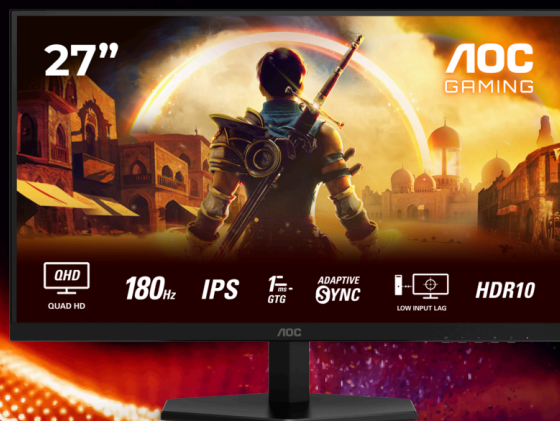 27”
AOC
GAMING
QHD
QUAD HD
180Hz
IPS
1ms
GTG
ADAPTIVE
SYNC
LOW INPUT LAG
HDR10
AOC